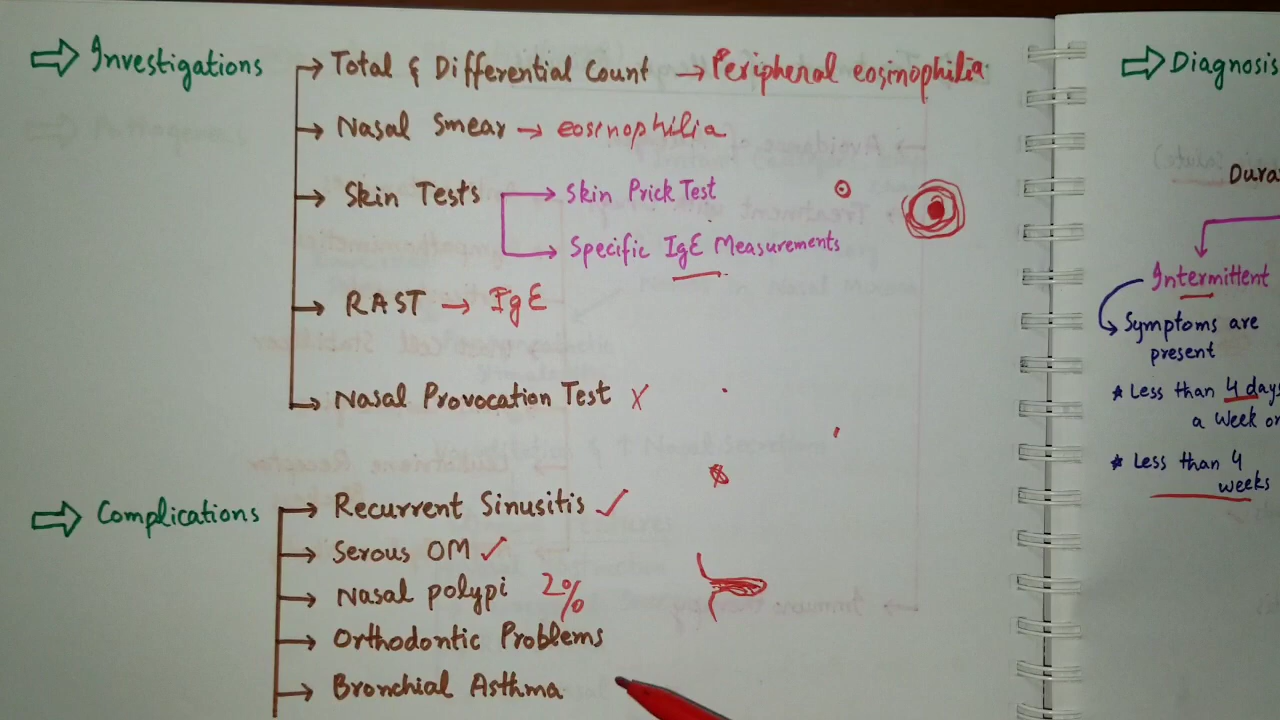 ⇒ Investigations
→ Total & Differential Count → Peripheral eosinophilia
→ Nasal Smear → eosinophilia
→ Skin Tests → Skin Prick Test
→ Specific IgE Measurements
→ RAST → IgE
→ Nasal Provocation Test X
⇒ Complications
→ Recurrent Sinusitis ✓
→ Serous OM ✓
→ Nasal polypi 2%
→ Orthodontic Problems
→ Bronchial Asthma
⇒ Diagnosis
Intermittent
Symptoms are
present
* Less than 4 days
a week or
* Less than 4
weeks